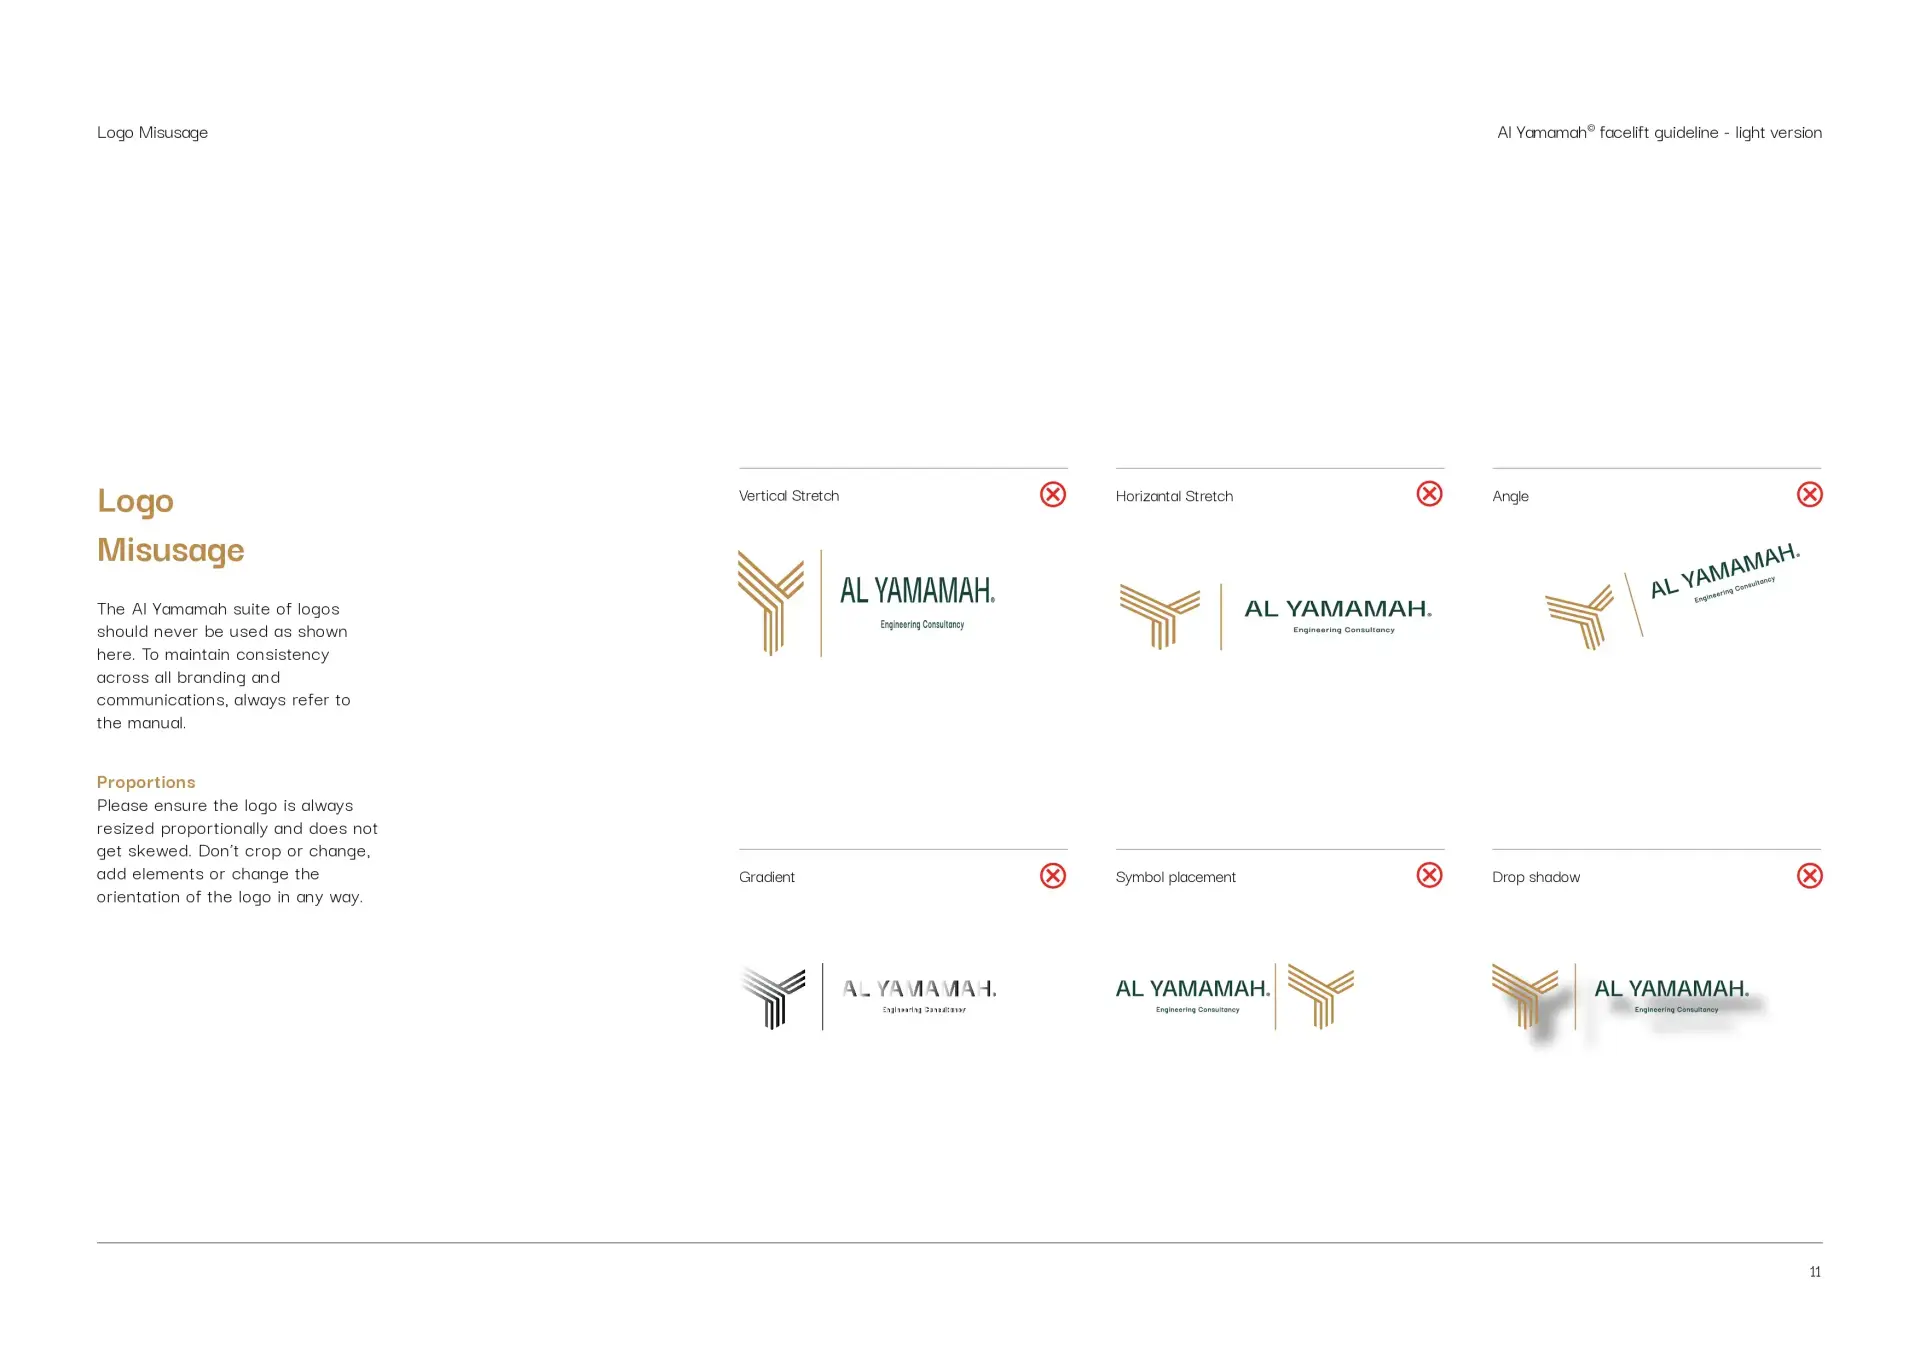 Logo Misusage
Al Yamamah© facelift guideline - light version
Logo
Misusage
The Al Yamamah suite of logos
should never be used as shown
here. To maintain consistency
across all branding and
communications, always refer to
the manual.
Proportions
Please ensure the logo is always
resized proportionally and does not
get skewed. Don't crop or change,
add elements or change the
orientation of the logo in any way.
Vertical Stretch
AL YAMAMAH®
Engineering Consultancy
Horizantal Stretch
AL YAMAMAH®
Engineering Consultancy
Angle
AL YAMAMAH®
Engineering Consultancy
Gradient
AL YAMAMAH®
Engineering Consultancy
Symbol placement
AL YAMAMAH®
Engineering Consultancy
Drop shadow
AL YAMAMAH®
Engineering Consultancy
11